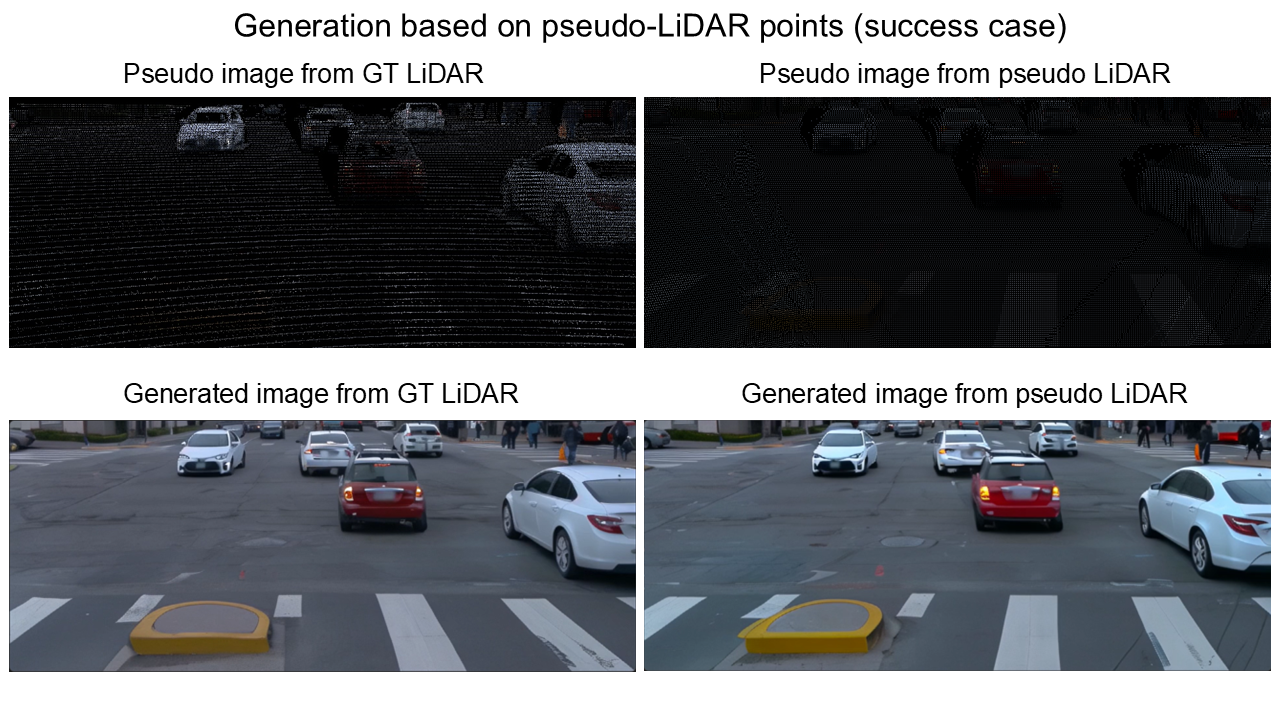 Generation based on pseudo-LiDAR points (success case)
Pseudo image from GT LiDAR
Pseudo image from pseudo LiDAR
Generated image from GT LiDAR
Generated image from pseudo LiDAR